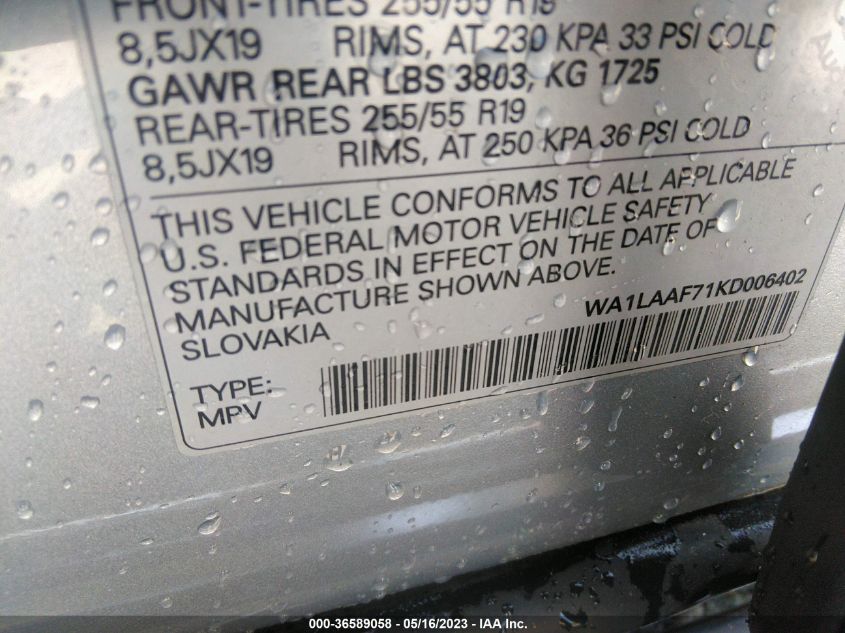 FRONT-TIRES 255/55 R19
8,5JX19 RIMS, AT 230 KPA 33 PSI COLD
GAWR REAR LBS 3803, KG 1725
REAR-TIRES 255/55 R19
8,5JX19 RIMS, AT 250 KPA 36 PSI COLD
THIS VEHICLE CONFORMS TO ALL APPLICABLE
U.S. FEDERAL MOTOR VEHICLE SAFETY
STANDARDS IN EFFECT ON THE DATE OF
MANUFACTURE SHOWN ABOVE.
SLOVAKIA
WA1LAAF71KD006402
TYPE:
MPV
000-36589058 - 05/16/2023 - IAA Inc.